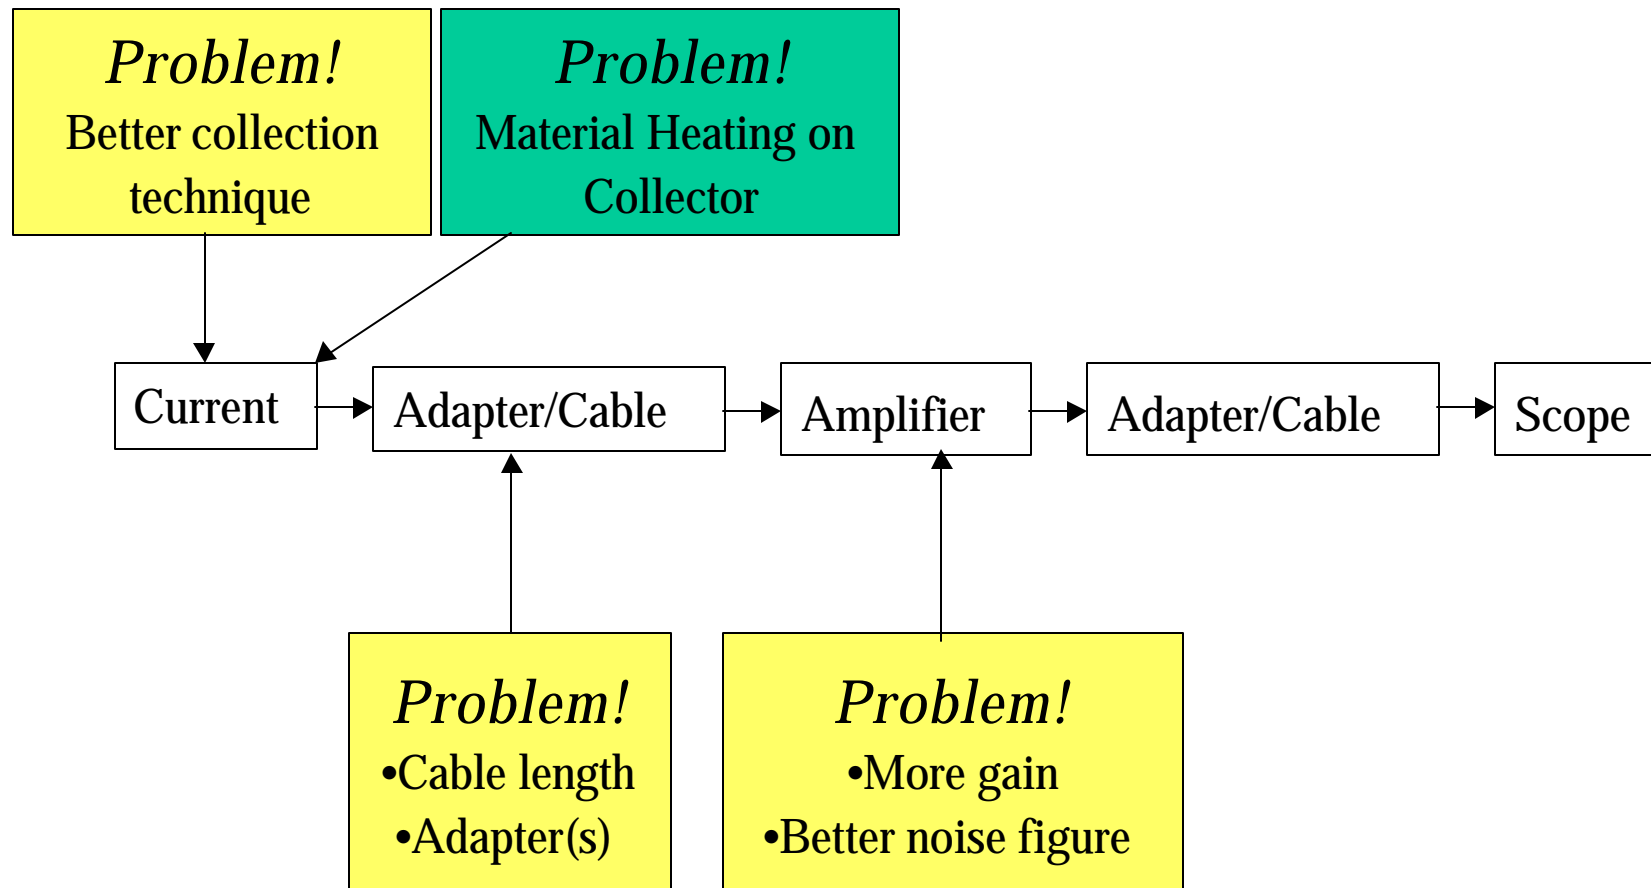 Problem!
Better collection
technique
Problem!
Material Heating on
Collector
Current
Adapter/Cable
Amplifier
Adapter/Cable
Scope
Problem!
•Cable length
•Adapter(s)
Problem!
•More gain
•Better noise figure